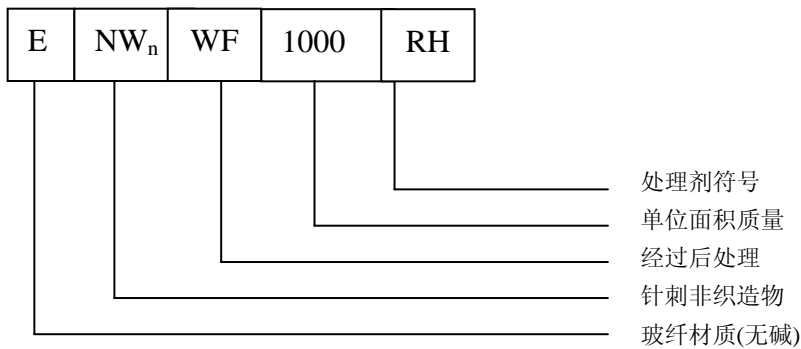 E NWₙ WF 1000 RH
处理剂符号
单位面积质量
经过后处理
针刺非织造物
玻纤材质(无碱)